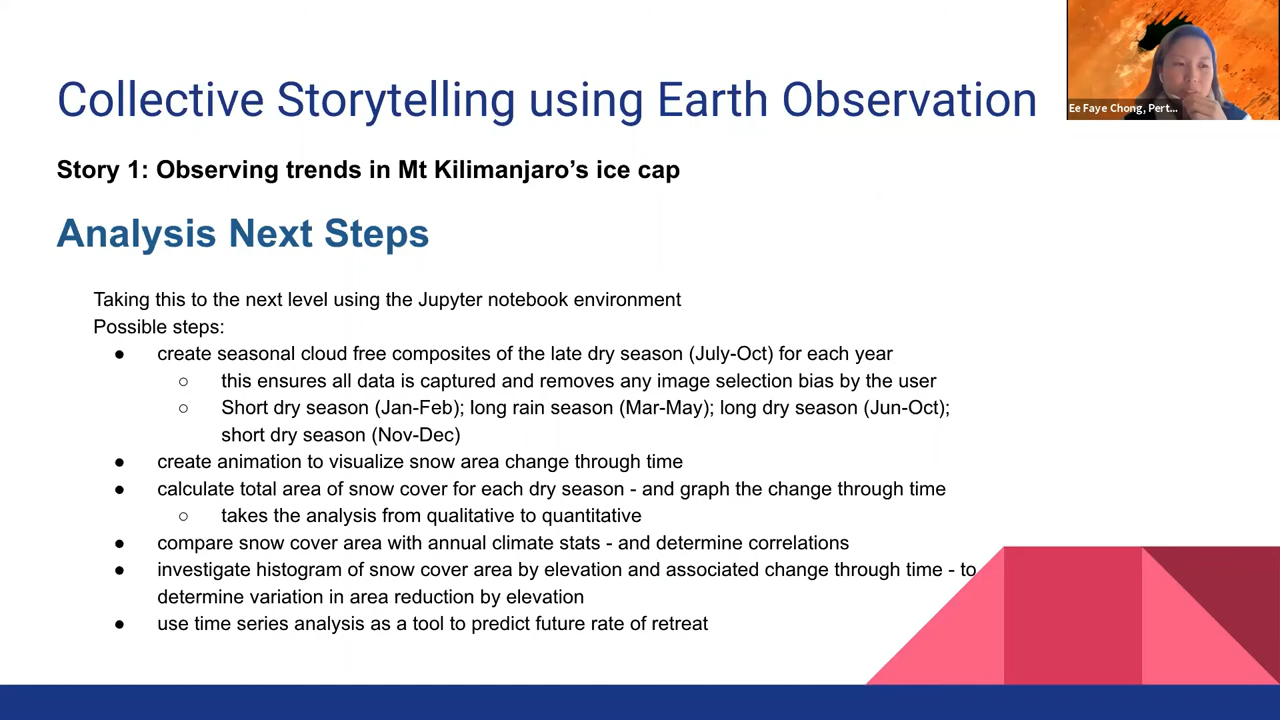 Collective Storytelling using Earth Observation
Ee Faye Chong, Pert...
Story 1: Observing trends in Mt Kilimanjaro’s ice cap
Analysis Next Steps
Taking this to the next level using the Jupyter notebook environment
Possible steps:
● create seasonal cloud free composites of the late dry season (July-Oct) for each year
○ this ensures all data is captured and removes any image selection bias by the user
○ Short dry season (Jan-Feb); long rain season (Mar-May); long dry season (Jun-Oct);
short dry season (Nov-Dec)
● create animation to visualize snow area change through time
● calculate total area of snow cover for each dry season - and graph the change through time
○ takes the analysis from qualitative to quantitative
● compare snow cover area with annual climate stats - and determine correlations
● investigate histogram of snow cover area by elevation and associated change through time - to
determine variation in area reduction by elevation
● use time series analysis as a tool to predict future rate of retreat